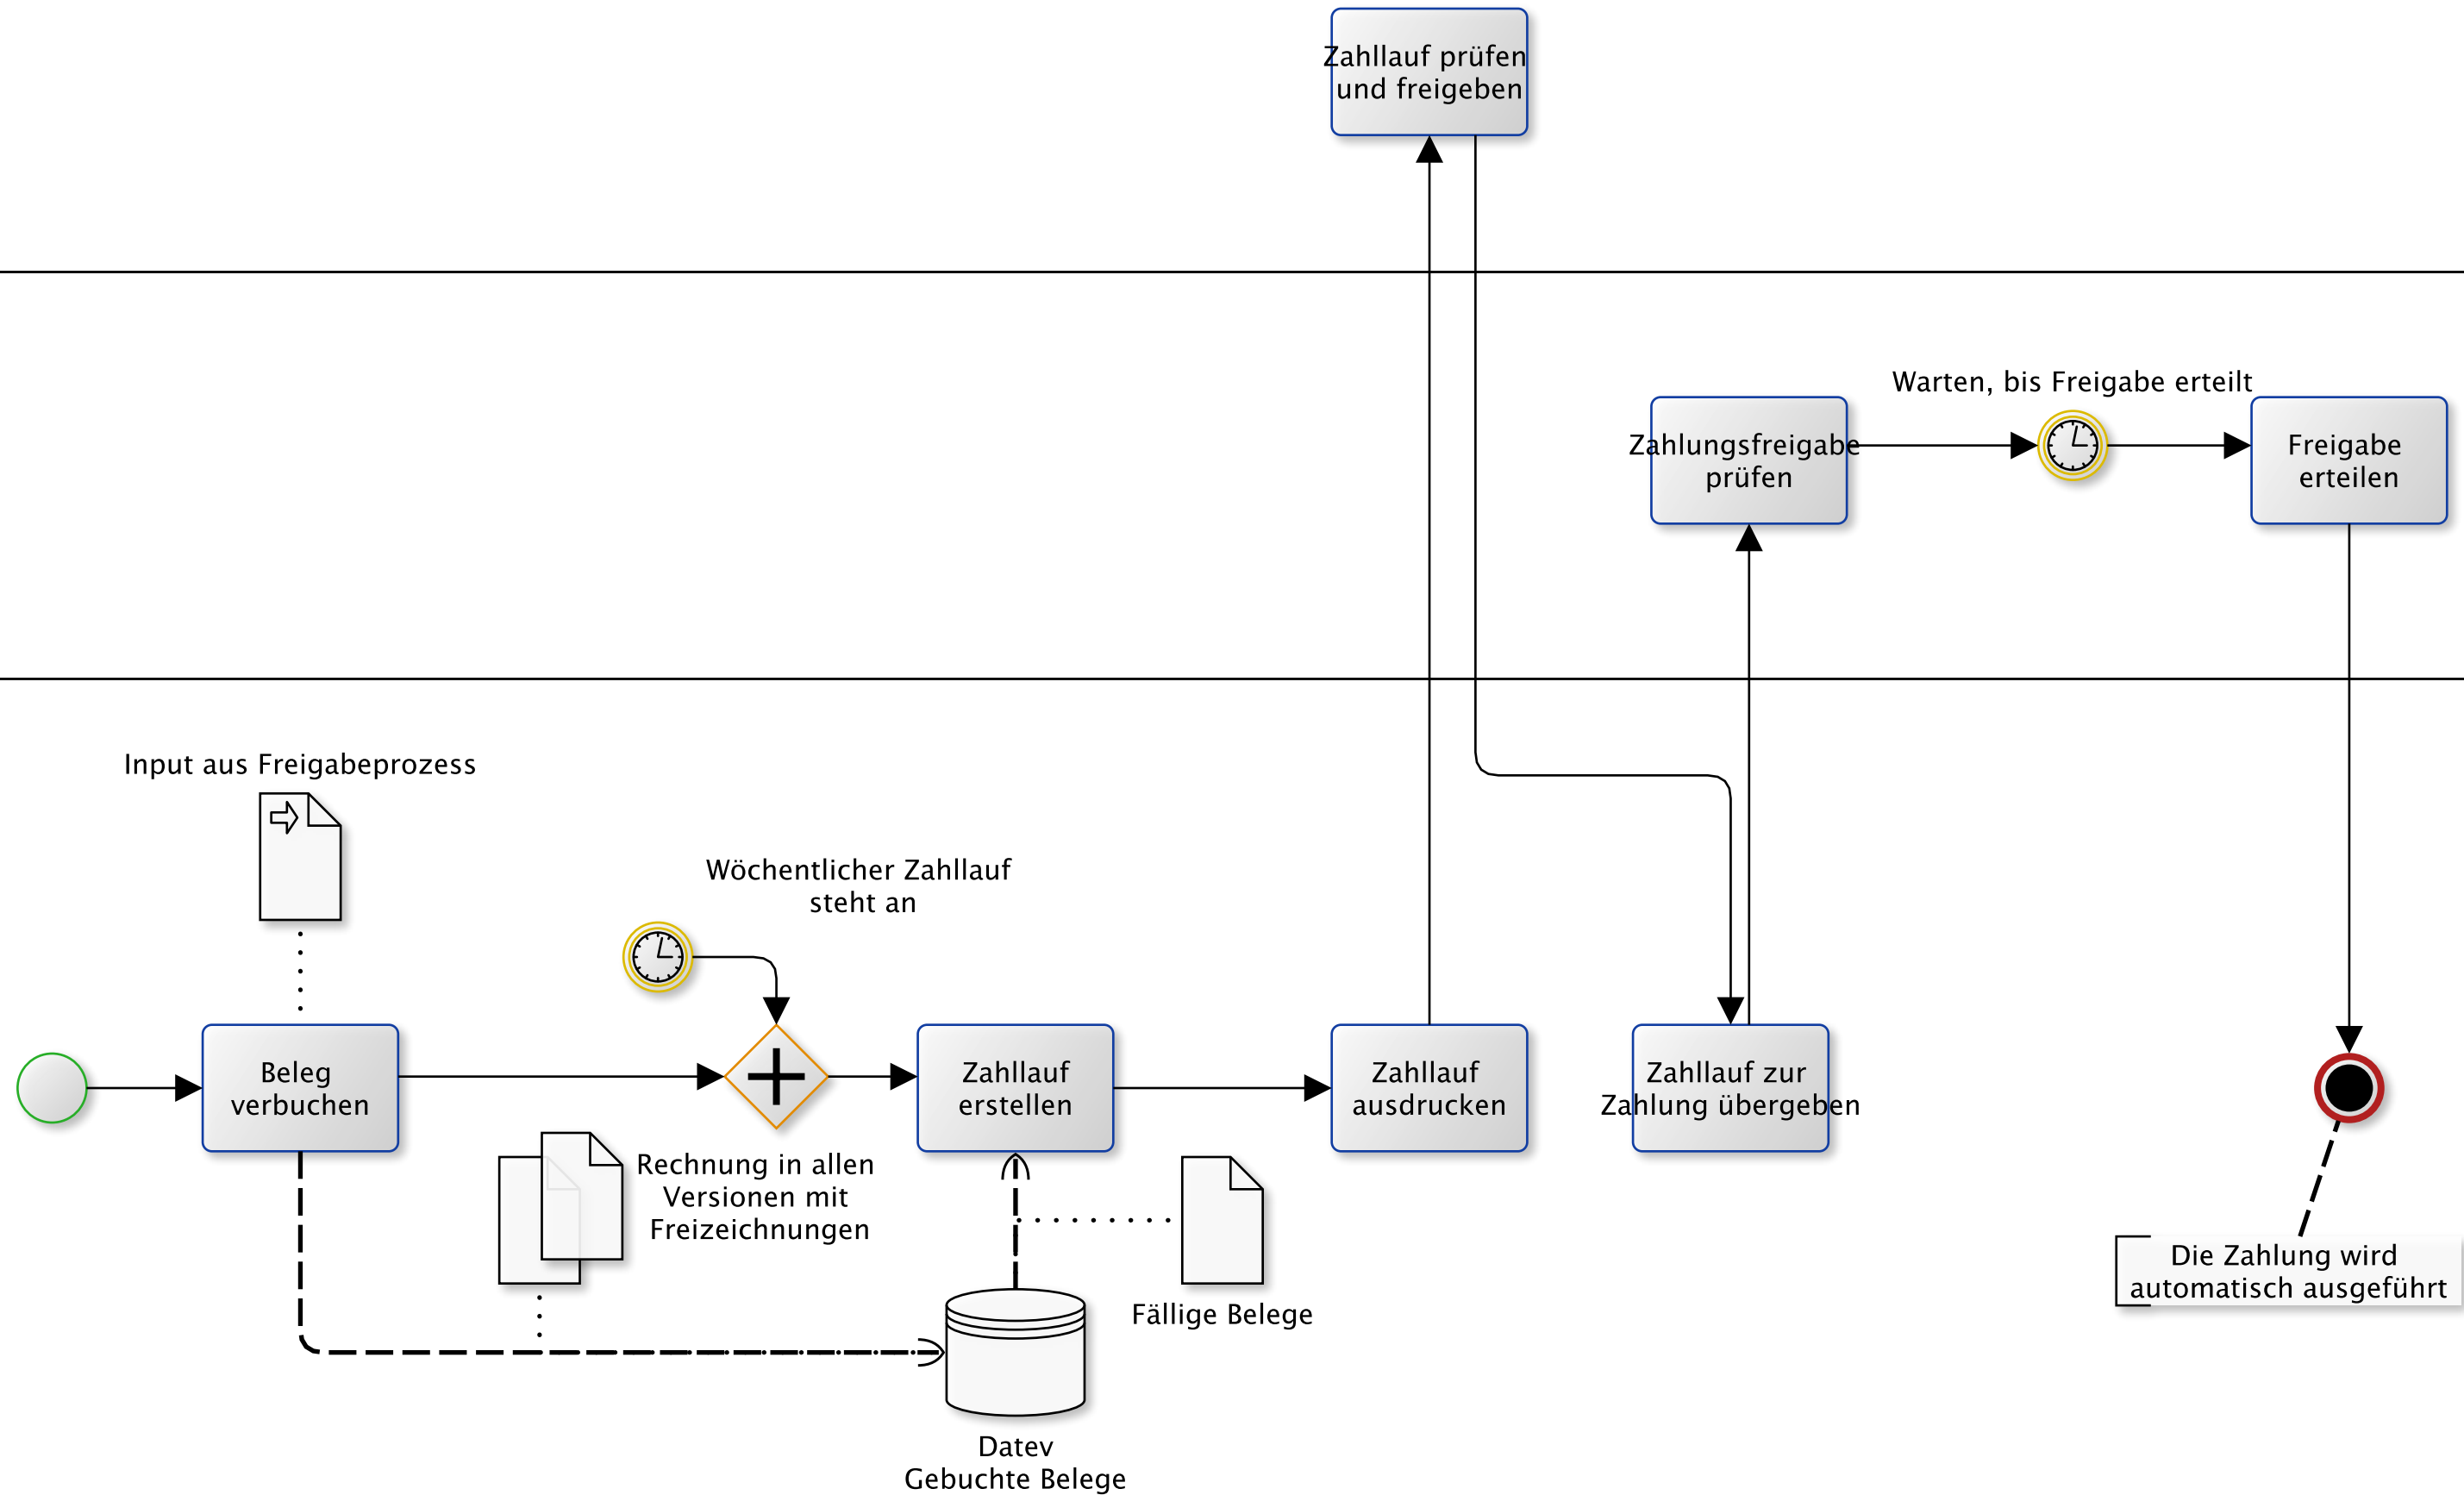 Zahllauf prüfen
und freigeben
Warten, bis Freigabe erteilt
Zahlungsfreigabe
prüfen
Freigabe
erteilen
Input aus Freigabeprozess
Wöchentlicher Zahllauf
steht an
Beleg
verbuchen
Zahllauf
erstellen
Zahllauf
ausdrucken
Zahllauf zur
Zahlung übergeben
Rechnung in allen
Versionen mit
Freizeichnungen
Fällige Belege
Die Zahlung wird
automatisch ausgeführt
Datev
Gebuchte Belege